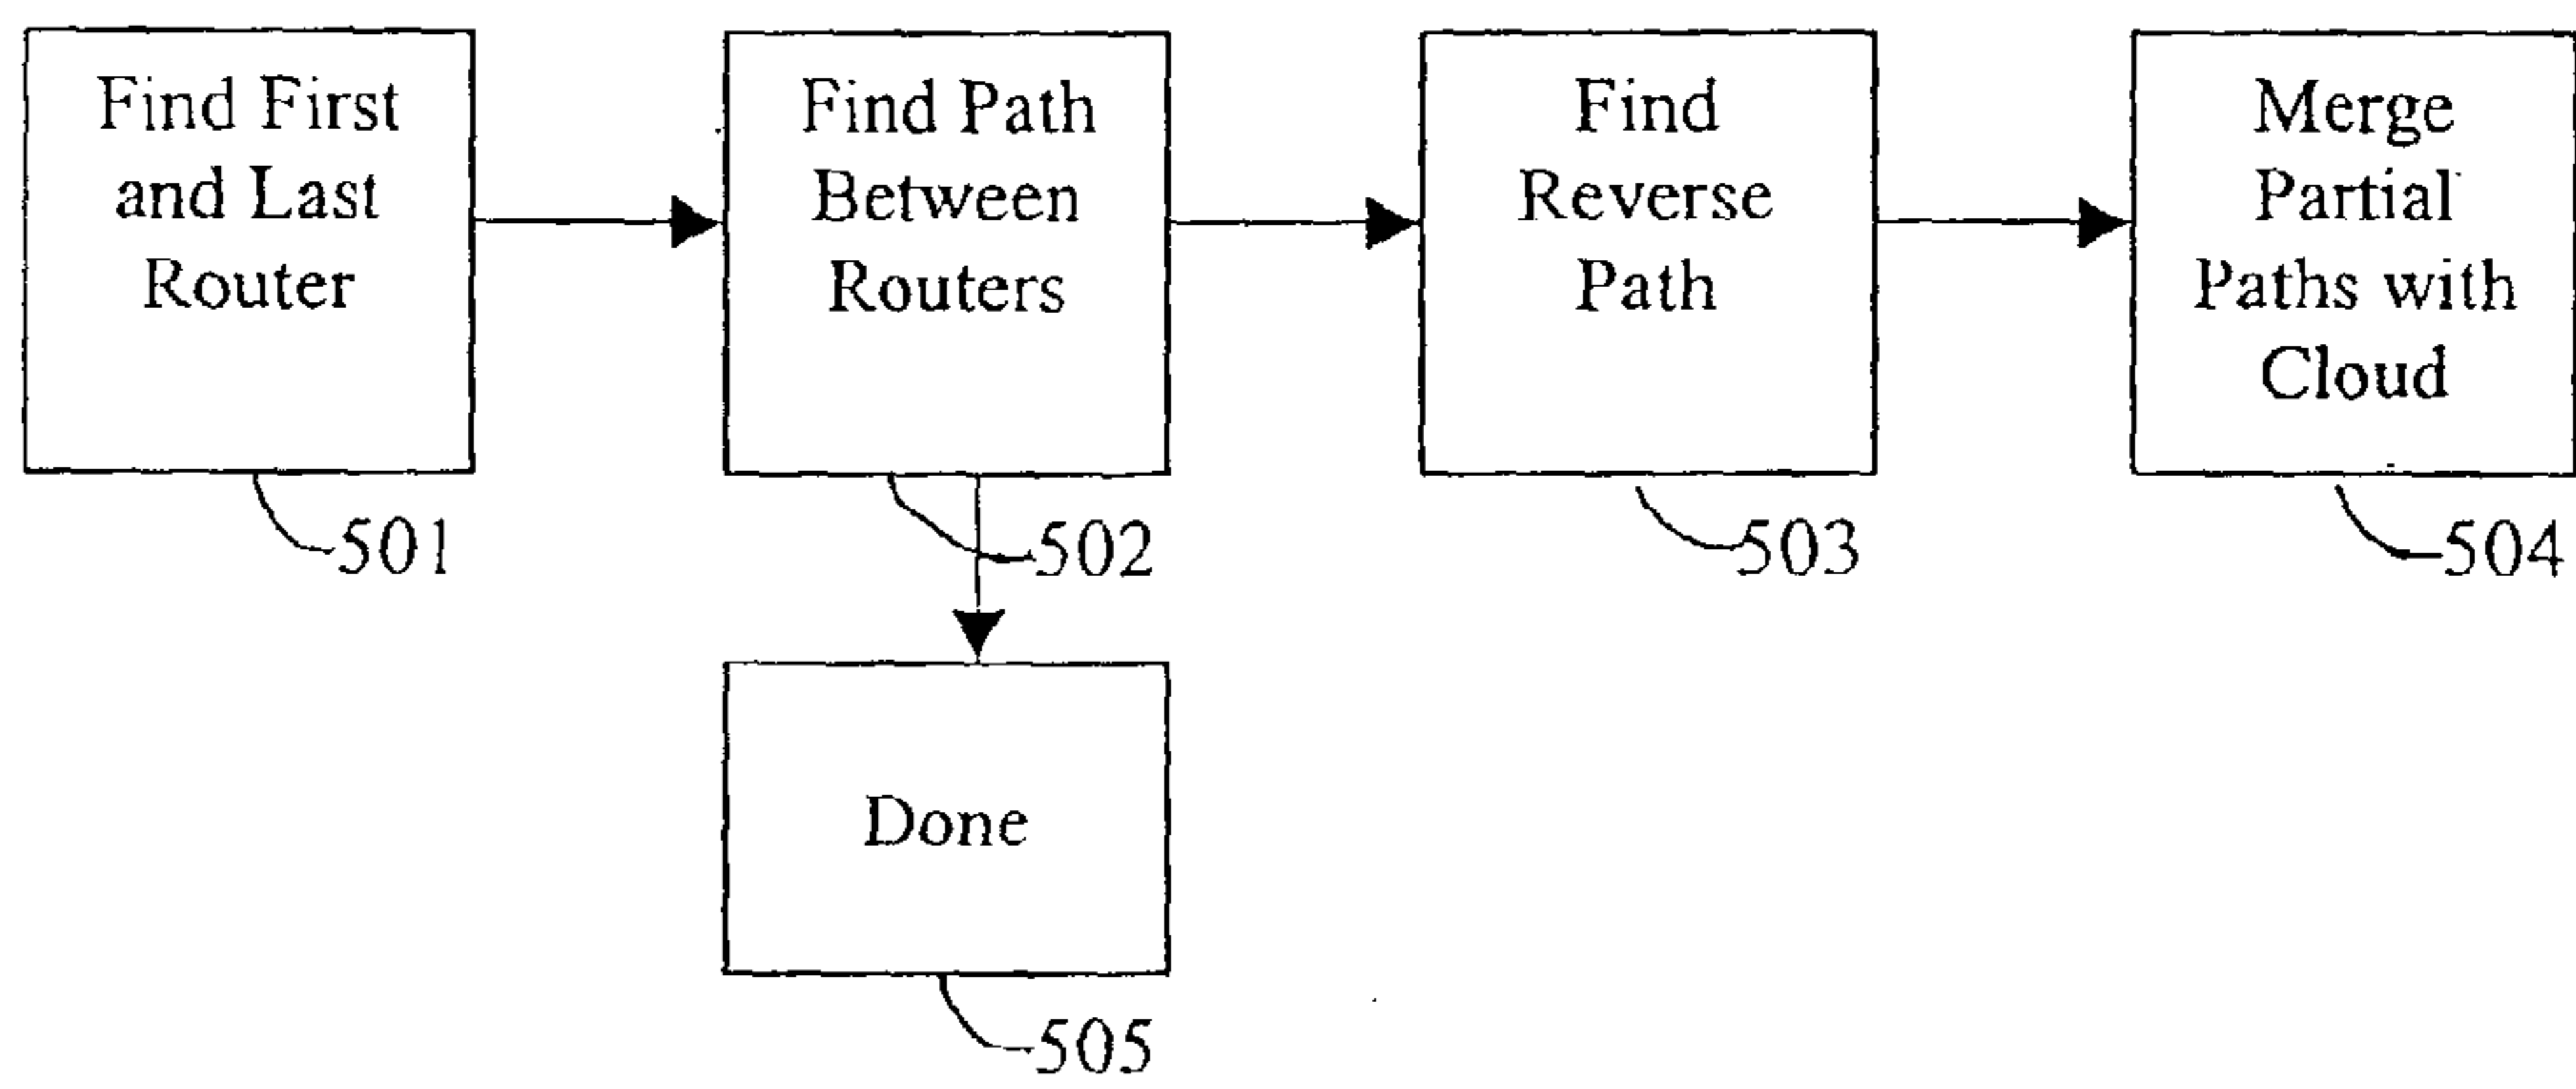 Find First
and Last
Router
501
Find Path
Between
Routers
502
Find
Reverse
Path
503
Merge
Partial
Paths with
Cloud
504
Done
505